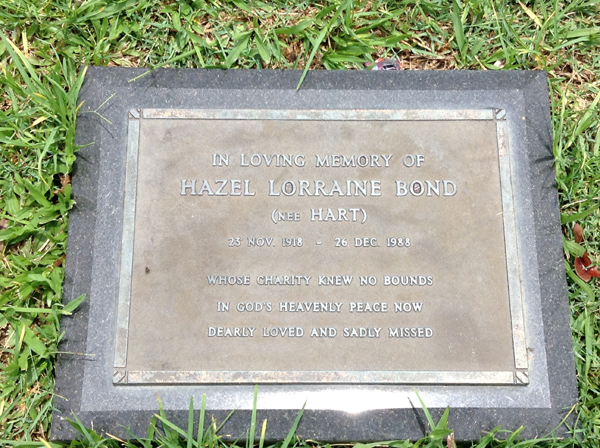 IN LOVING MEMORY OF
HAZEL LORRAINE BOND
(NEE HART)
23 NOV. 1918 - 26 DEC. 1988
WHOSE CHARITY KNEW NO BOUNDS
IN GOD'S HEAVENLY PEACE NOW
DEARLY LOVED AND SADLY MISSED